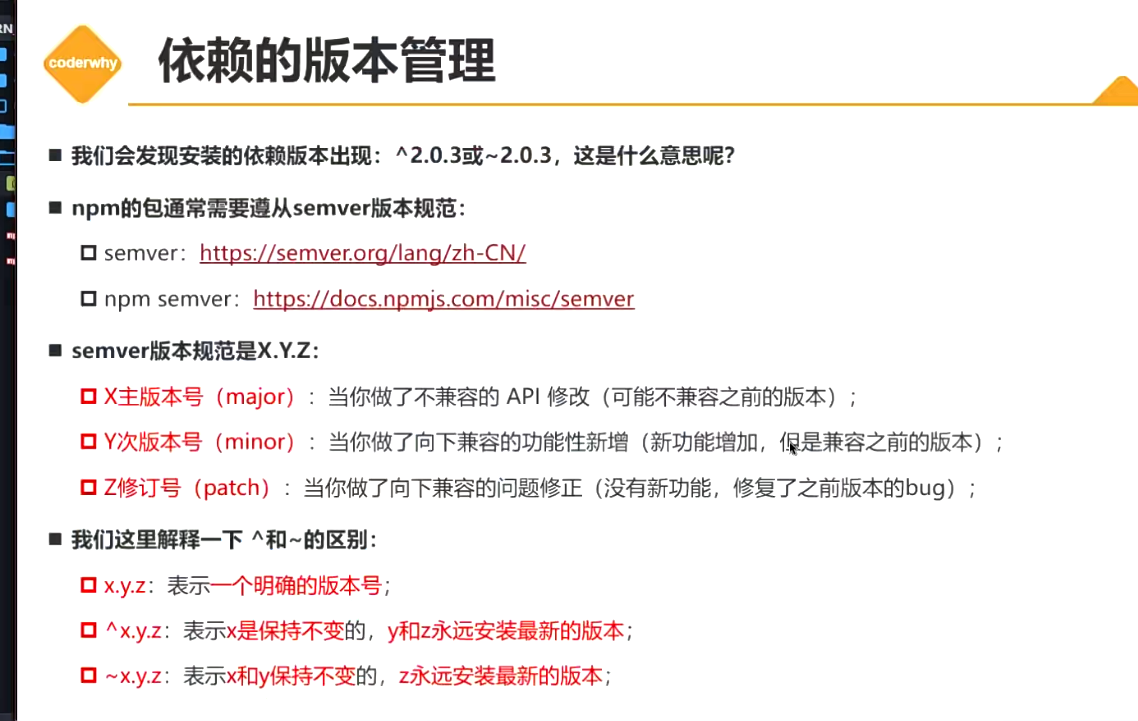 coderwhy
依赖的版本管理
■ 我们会发现安装的依赖版本出现：^2.0.3或~2.0.3，这是什么意思呢？
■ npm的包通常需要遵从semver版本规范：
semver：https://semver.org/lang/zh-CN/
npm semver：https://docs.npmjs.com/misc/semver
■ semver版本规范是X.Y.Z：
X主版本号（major）：当你做了不兼容的 API 修改（可能不兼容之前的版本）；
Y次版本号（minor）：当你做了向下兼容的功能性新增（新功能增加，但是兼容之前的版本）；
Z修订号（patch）：当你做了向下兼容的问题修正（没有新功能，修复了之前版本的bug）；
■ 我们这里解释一下 ^和~的区别：
x.y.z：表示一个明确的版本号；
^x.y.z：表示x是保持不变的，y和z永远安装最新的版本；
~x.y.z：表示x和y保持不变的，z永远安装最新的版本；